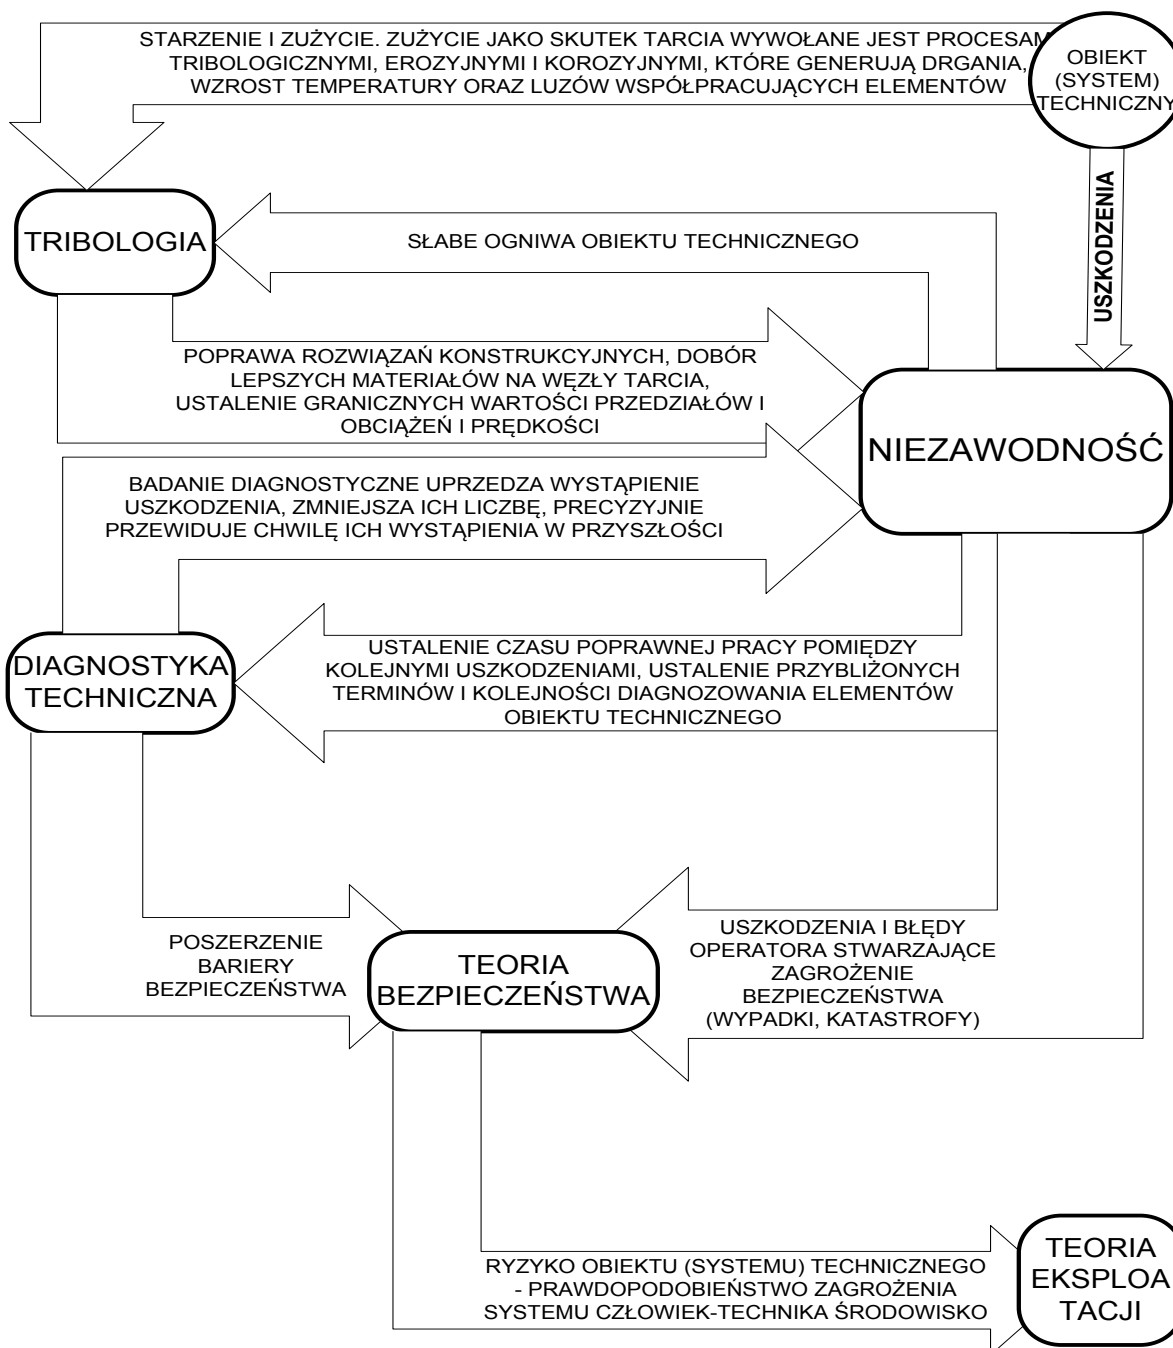 STARZENIE I ZUŻYCIE. ZUŻYCIE JAKO SKUTEK TARCIA WYWOŁANE JEST PROCESAM
TRIBOLOGICZNYMI, EROZYJNYMI I KOROZYJNYMI, KTÓRE GENERUJĄ DRGANIA,
WZROST TEMPERATURY ORAZ LUZÓW WSPÓŁPRACUJĄCYCH ELEMENTÓW
OBIEKT
(SYSTEM)
TECHNICZNY
USZKODZENIA
TRIBOLOGIA
SŁABE OGNIWA OBIEKTU TECHNICZNEGO
POPRAWA ROZWIĄZAŃ KONSTRUKCYJNYCH, DOBÓR
LEPSZYCH MATERIAŁÓW NA WĘZŁY TARCIA,
USTALENIE GRANICZNYCH WARTOŚCI PRZEDZIAŁÓW I
OBCIĄŻEŃ I PRĘDKOŚCI
NIEZAWODNOŚĆ
BADANIE DIAGNOSTYCZNE UPRZEDZA WYSTĄPIENIE
USZKODZENIA, ZMNIEJSZA ICH LICZBĘ, PRECYZYJNIE
PRZEWIDUJE CHWILĘ ICH WYSTĄPIENIA W PRZYSZŁOŚCI
DIAGNOSTYKA
TECHNICZNA
USTALENIE CZASU POPRAWNEJ PRACY POMIĘDZY
KOLEJNYMI USZKODZENIAMI, USTALENIE PRZYBLIŻONYCH
TERMINÓW I KOLEJNOŚCI DIAGNOZOWANIA ELEMENTÓW
OBIEKTU TECHNICZNEGO
POSZERZENIE
BARIERY
BEZPIECZEŃSTWA
TEORIA
BEZPIECZEŃSTWA
USZKODZENIA I BŁĘDY
OPERATORA STWARZAJĄCE
ZAGROŻENIE
BEZPIECZEŃSTWA
(WYPADKI, KATASTROFY)
RYZYKO OBIEKTU (SYSTEMU) TECHNICZNEGO
- PRAWDOPODOBIEŃSTWO ZAGROŻENIA
SYSTEMU CZŁOWIEK-TECHNIKA ŚRODOWISKO
TEORIA
EKSPLOA
TACJI